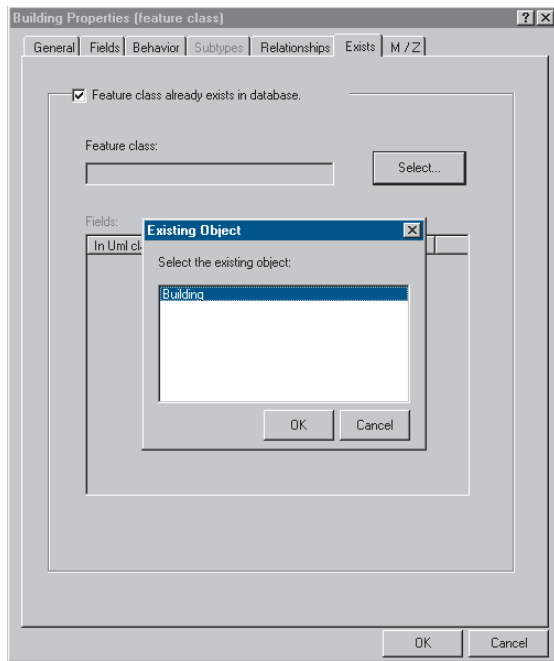 Building Properties (feature class)
General Fields Behavior Subtypes Relationships Exists M / Z
Feature class already exists in database.
Feature class:
Select...
Fields:
In Uml cl
Existing Object
Select the existing object:
Building
OK Cancel
OK Cancel